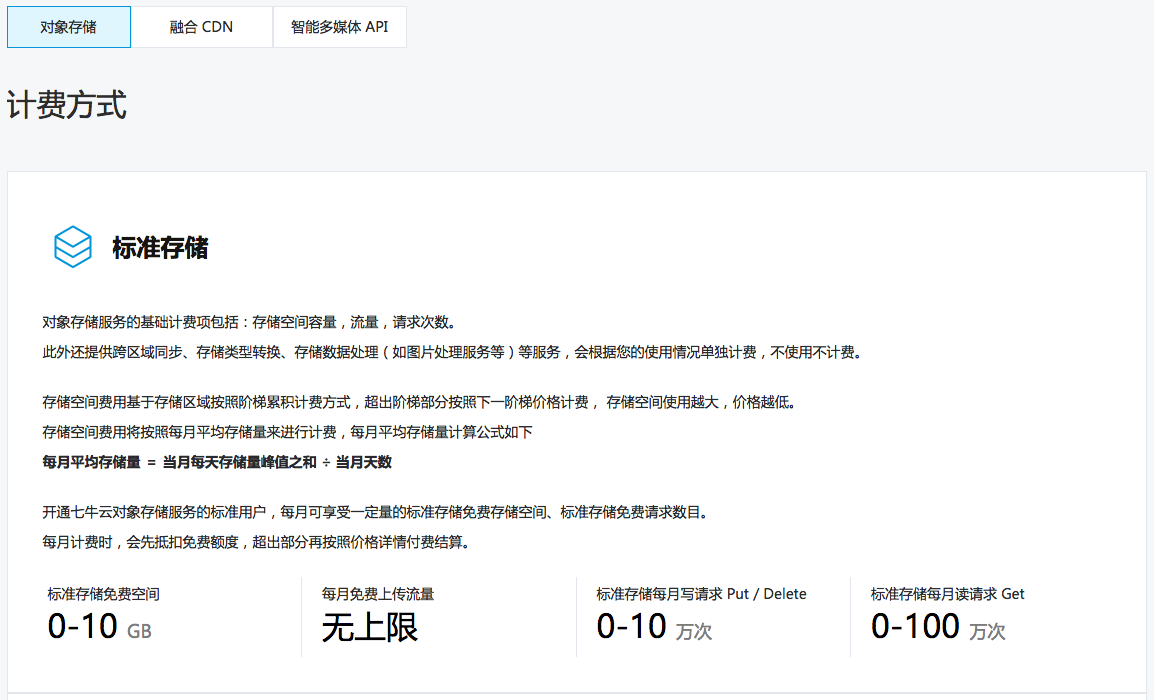 对象存储
融合 CDN
智能多媒体 API
计费方式
标准存储
对象存储服务的基础计费项包括：存储空间容量，流量，请求次数。
此外还提供跨区域同步、存储类型转换、存储数据处理（如图片处理服务等）等服务，会根据您的使用情况单独计费，不使用不计费。
存储空间费用基于存储区域按照阶梯累积计费方式，超出阶梯部分按照下一阶梯价格计费， 存储空间使用越大，价格越低。
存储空间费用将按照每月平均存储量来进行计费，每月平均存储量计算公式如下
每月平均存储量 = 当月每天存储量峰值之和 ÷ 当月天数
开通七牛云对象存储服务的标准用户，每月可享受一定量的标准存储免费存储空间、标准存储免费请求数目。
每月计费时，会先抵扣免费额度，超出部分再按照价格详情付费结算。
标准存储免费空间
0-10 GB
每月免费上传流量
无上限
标准存储每月写请求 Put / Delete
0-10 万次
标准存储每月读请求 Get
0-100 万次